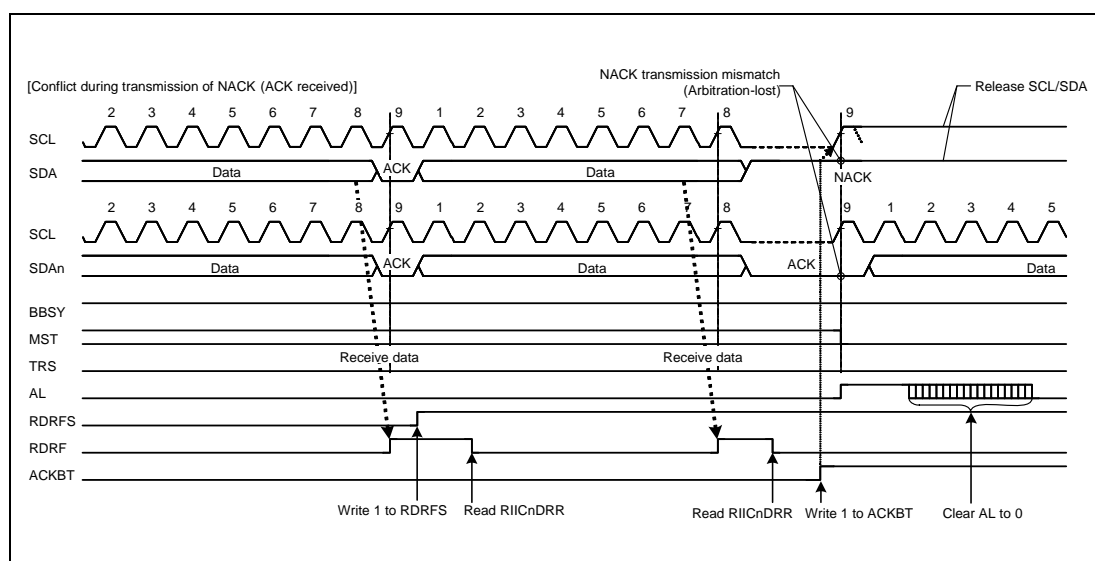 [Conflict during transmission of NACK (ACK received)]
NACK transmission mismatch
(Arbitration-lost)
Release SCL/SDA
2 3 4 5 6 7 8 9 1 2 3 4 5 6 7 8 9
SCL
SDA Data ACK Data NACK
2 3 4 5 6 7 8 9 1 2 3 4 5 6 7 8 9 1 2 3 4 5
SCL
SDAn Data ACK Data ACK Data
BBSY
MST
Receive data Receive data
TRS
AL
RDRFS
RDRF
ACKBT
Write 1 to RDRFS Read RIICnDRR Read RIICnDRR Write 1 to ACKBT Clear AL to 0